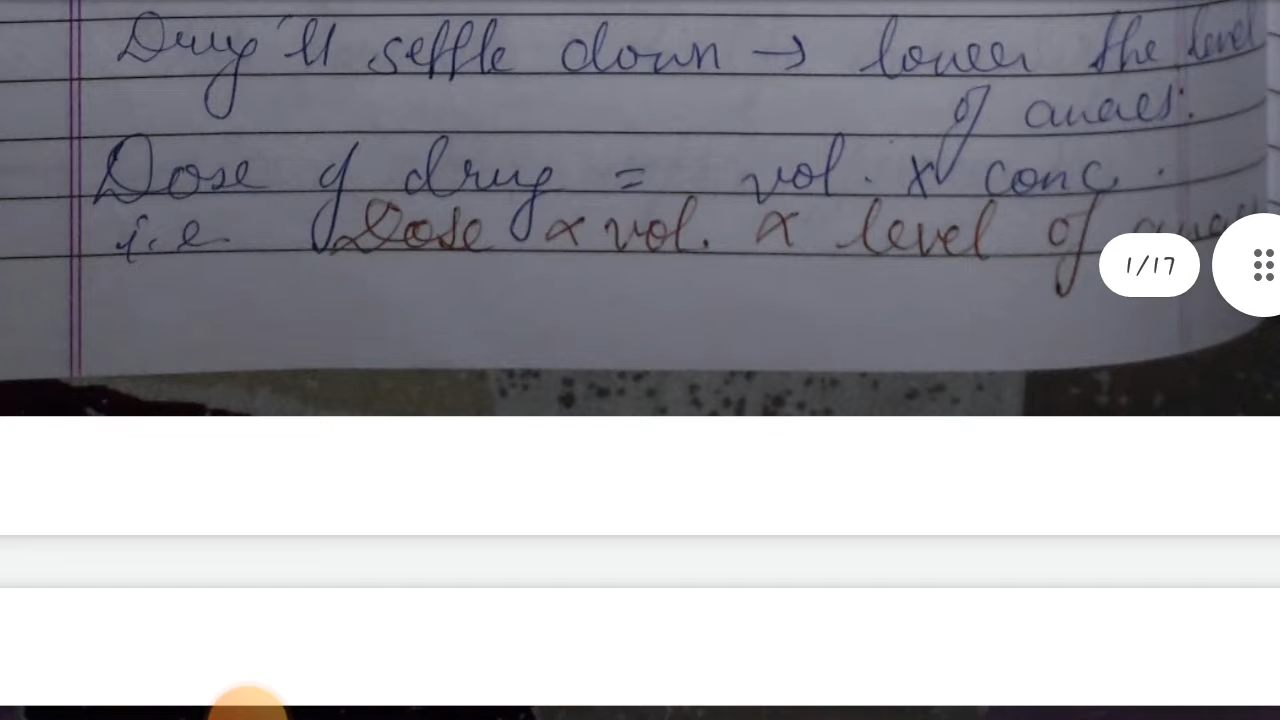 Drug 'll settle down → lower the level
of anaes:
Dose of drug = vol. x conc.
i.e Dose ∝ vol. ∝ level of
1/17